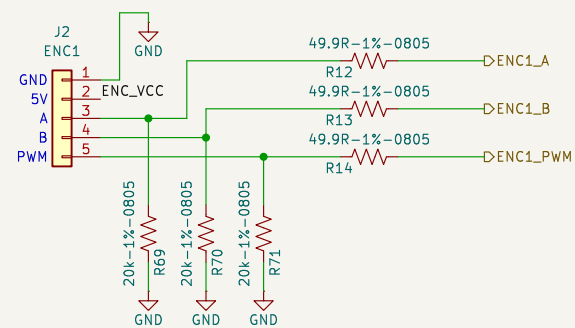 J2
ENC1
GND
49.9R-1%-0805
GND 1
R12
ENC1_A
5V 2 ENC_VCC
49.9R-1%-0805
A 3
R13
ENC1_B
B 4
49.9R-1%-0805
PWM 5
R14
ENC1_PWM
20k-1%-0805
R69
20k-1%-0805
R70
20k-1%-0805
R71
GND
GND
GND